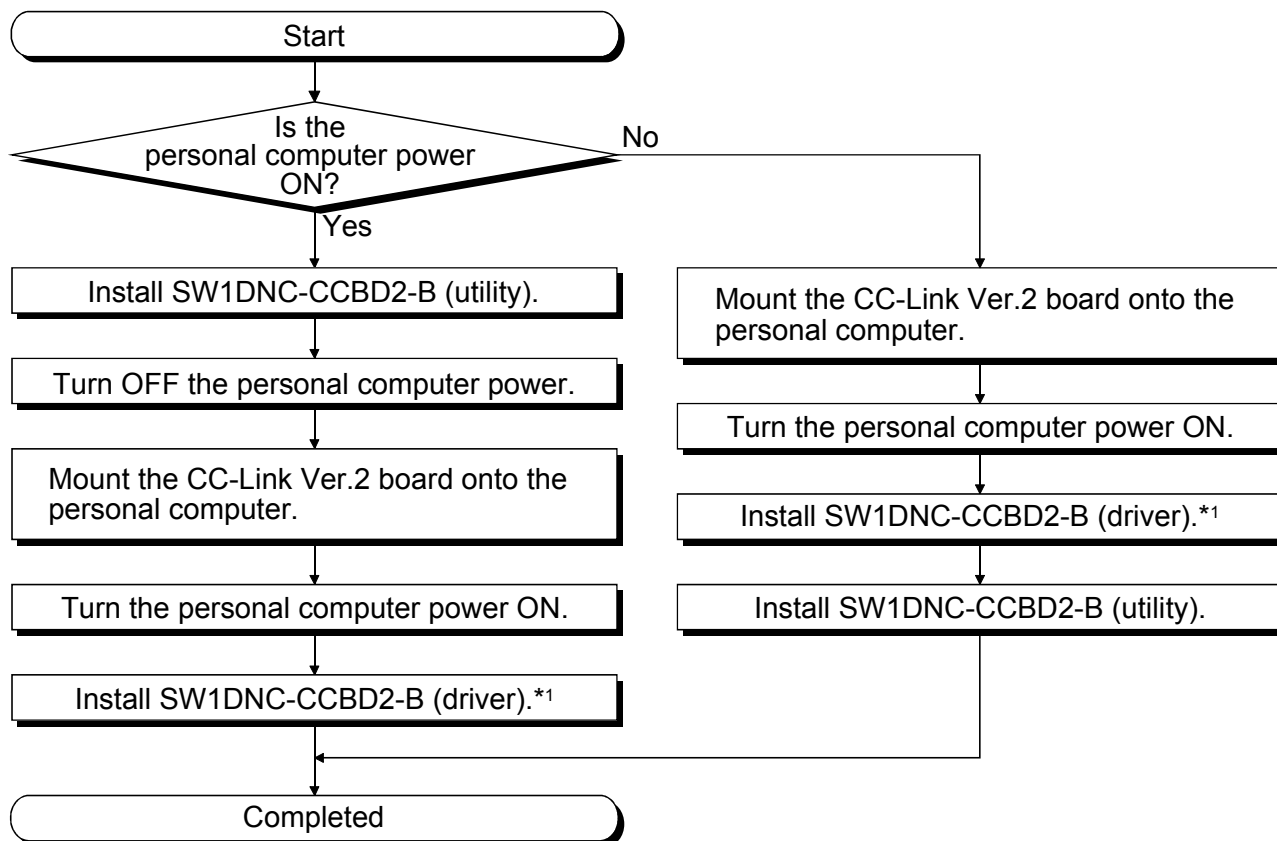 Start
Is the
personal computer power
ON?
No
Yes
Install SW1DNC-CCBD2-B (utility).
Turn OFF the personal computer power.
Mount the CC-Link Ver.2 board onto the
personal computer.
Turn the personal computer power ON.
Install SW1DNC-CCBD2-B (driver).*1
Mount the CC-Link Ver.2 board onto the
personal computer.
Turn the personal computer power ON.
Install SW1DNC-CCBD2-B (driver).*1
Install SW1DNC-CCBD2-B (utility).
Completed